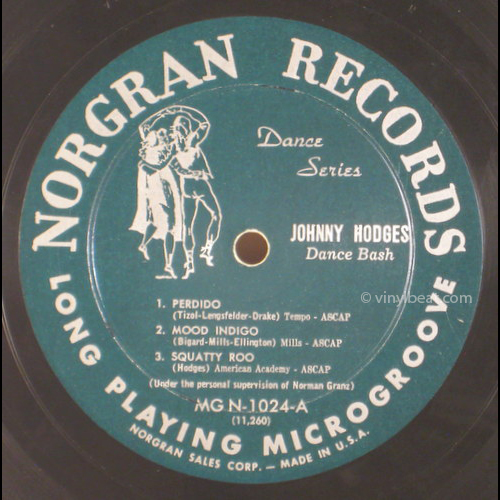 NORGRAN RECORDS
Dance
Series
JOHNNY HODGES
Dance Bash
© vinylbeat.com
1. PERDIDO
(Tizol-Lengsfelder-Drake) Tempo - ASCAP
2. MOOD INDIGO
(Bigard-Mills-Ellington) Mills - ASCAP
3. SQUATTY ROO
(Hodges) American Academy - ASCAP
(Under the personal supervision of Norman Granz)
MG N-1024-A
(11,260)
LONG PLAYING MICROGROOVE
NORGRAN SALES CORP. — MADE IN U.S.A.